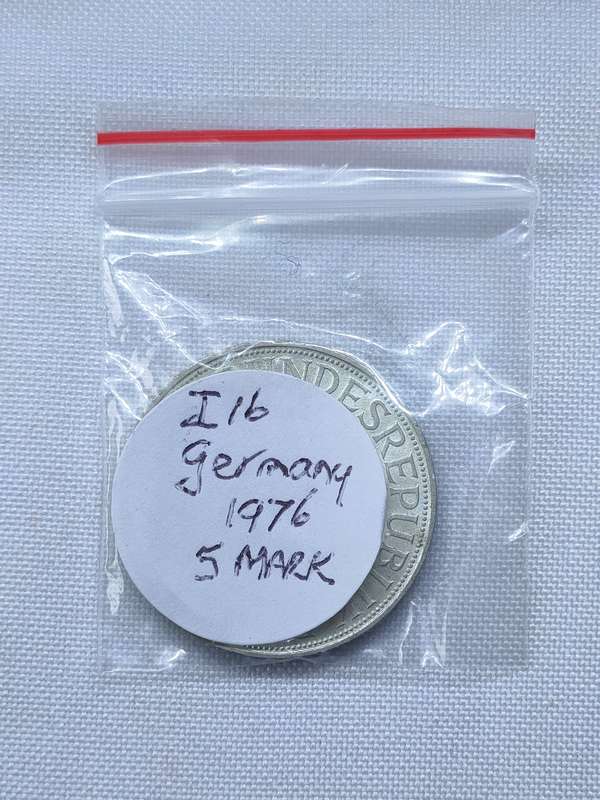 I16
Germany
1976
5 MARK
NDESREPUBLI